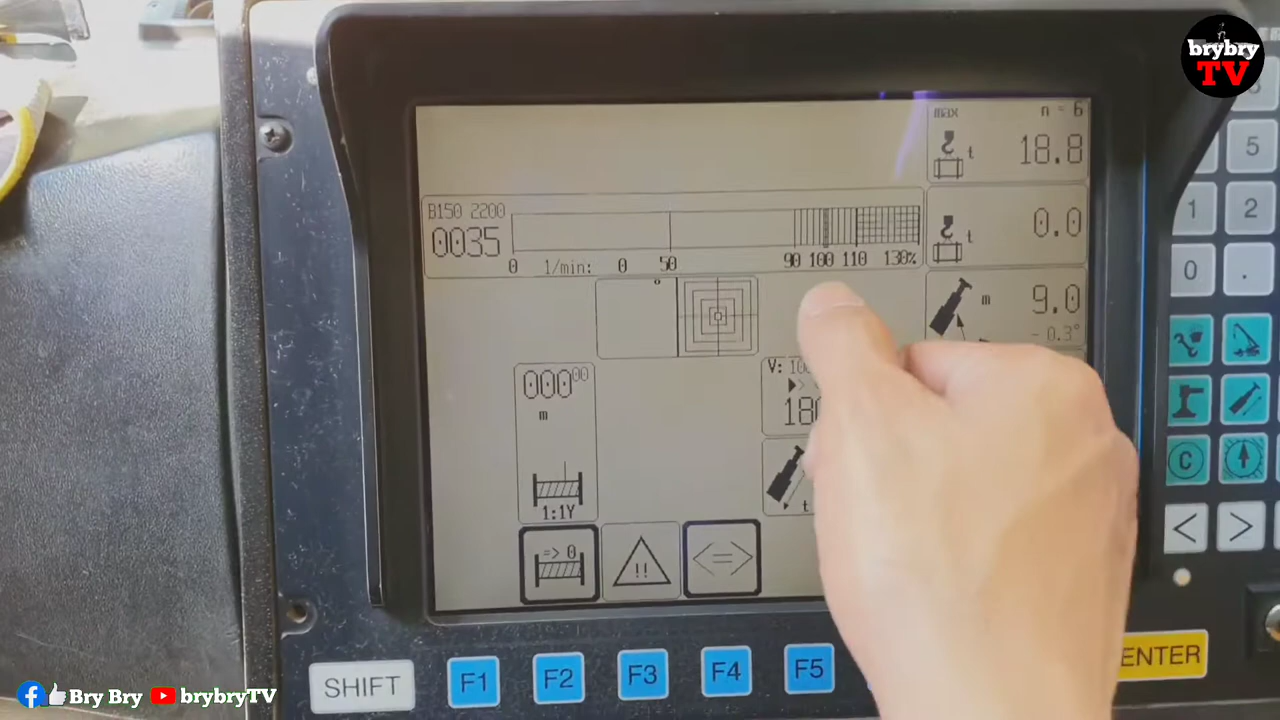 brybry
TV
max n = 6
t 18.8
B150 2200
0035
0 1/min: 0 50 90 100 110 130%
t 0.0
m 9.0
- 0.3°
°
000 00
m
1:1Y
V:
t
=> 0
!!
<=>
5
1 2
0 .
C
< >
SHIFT F1 F2 F3 F4 F5 ENTER
Bry Bry brybryTV